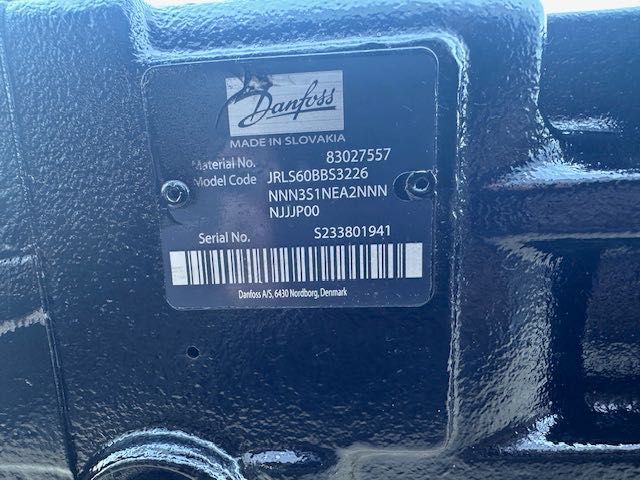 Danfoss
MADE IN SLOVAKIA
Material No. 83027557
Model Code JRLS60BBS3226
NNN3S1NEA2NNN
NJJJP00
Serial No. S233801941
Danfoss A/S, 6430 Nordborg, Denmark